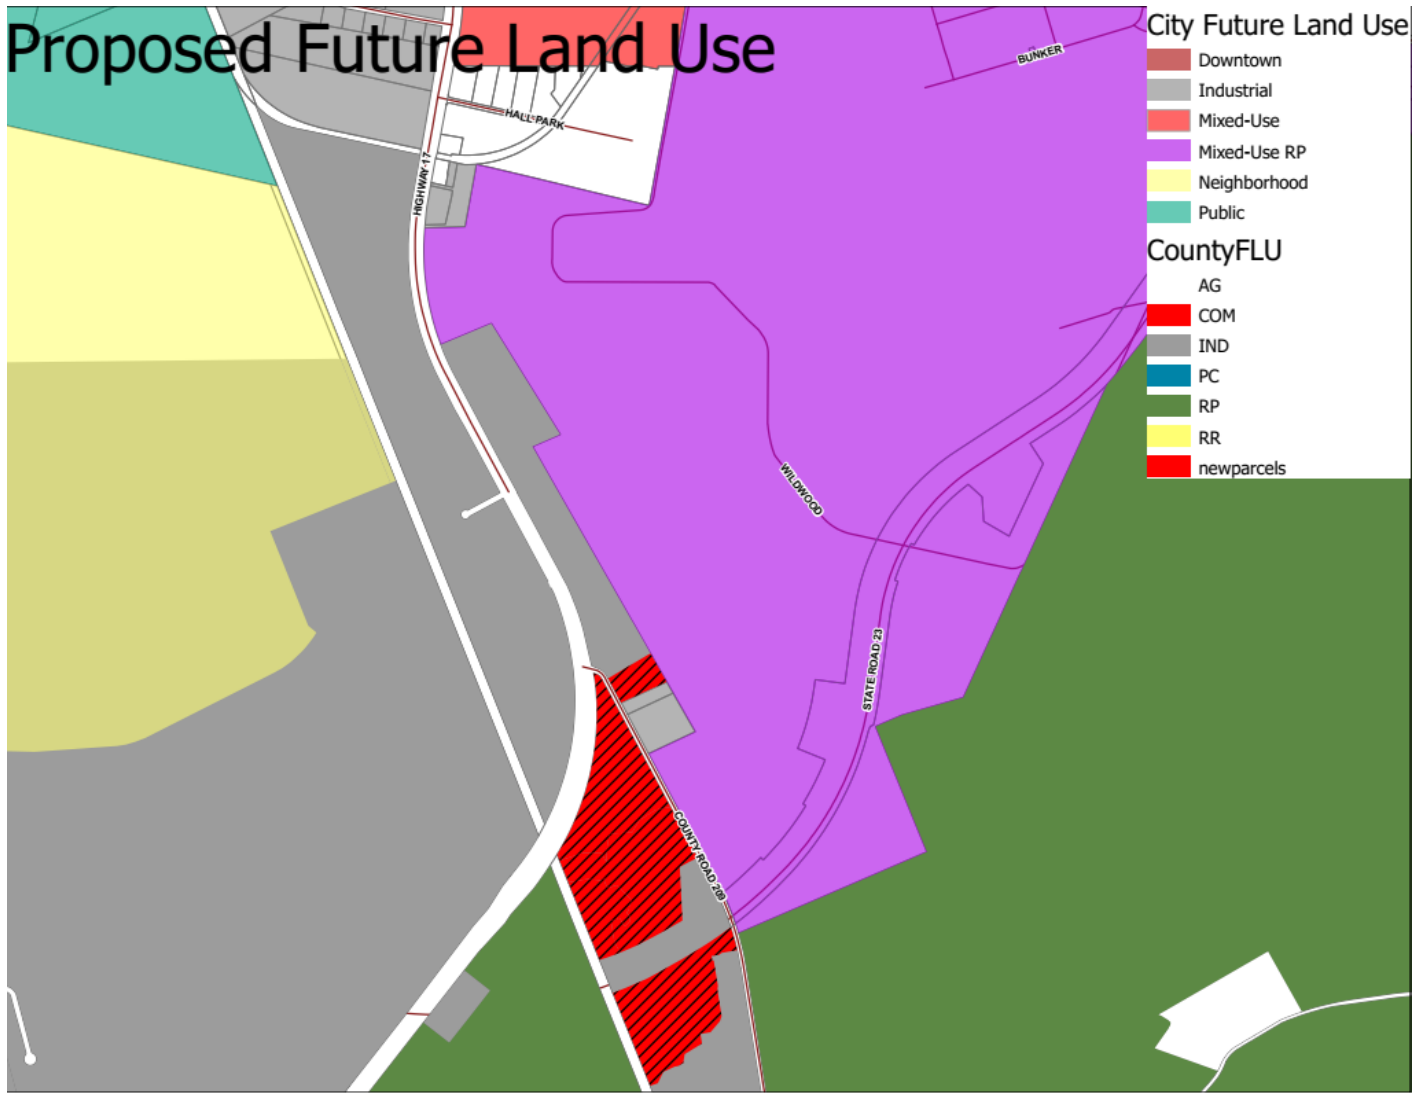 Proposed Future Land Use
City Future Land Use
Downtown
Industrial
Mixed-Use
Mixed-Use RP
Neighborhood
Public
CountyFLU
AG
COM
IND
PC
RP
RR
newparcels
BUNKER
HALL PARK
HIGHWAY 17
WILDWOOD
STATE ROAD 23
COUNTY ROAD 209